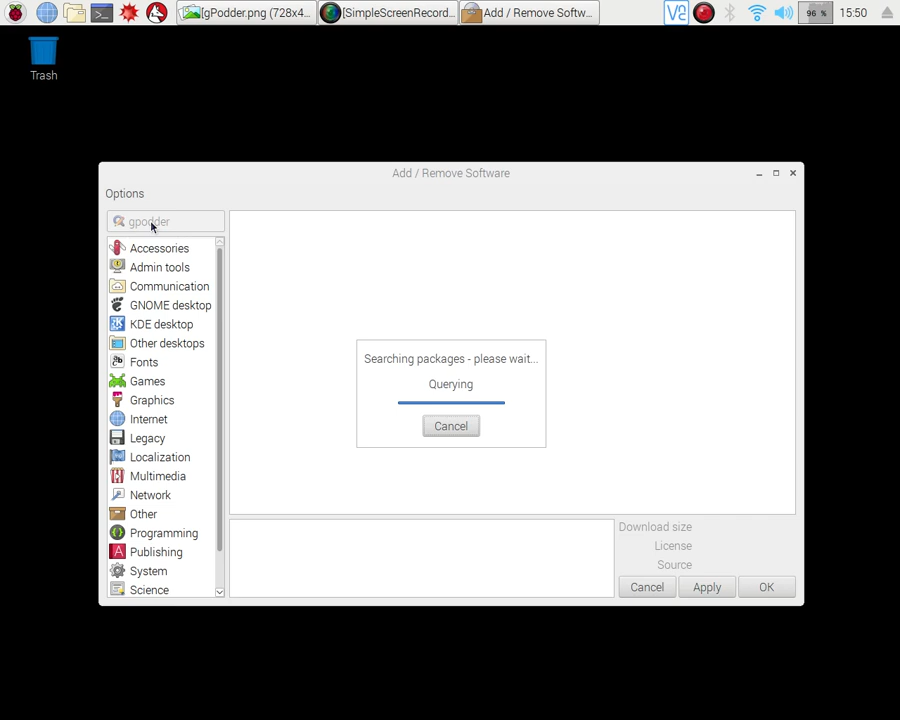 [gPodder.png (728x4...
[SimpleScreenRecord...
Add / Remove Softw...
V2
96 %
15:50
Trash
Add / Remove Software
Options
gpodder
Accessories
Admin tools
Communication
GNOME desktop
KDE desktop
Other desktops
Fonts
Games
Graphics
Internet
Legacy
Localization
Multimedia
Network
Other
Programming
Publishing
System
Science
Searching packages - please wait...
Querying
Cancel
Download size
License
Source
Cancel
Apply
OK